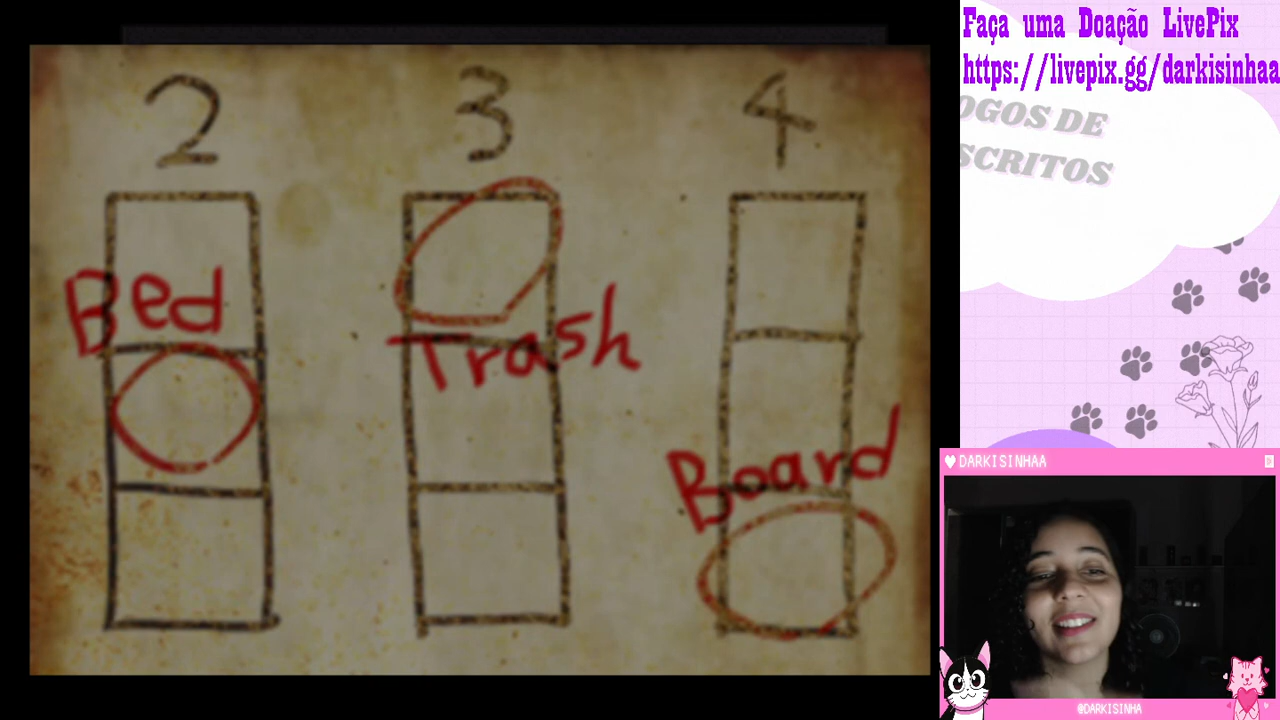 2 3 4
Bed
Trash
Board
Faça uma Doação LivePix
https://livepix.gg/darkisinhaa
OGOS DE
SCRITOS
DARKISINHAA
@DARKISINHA